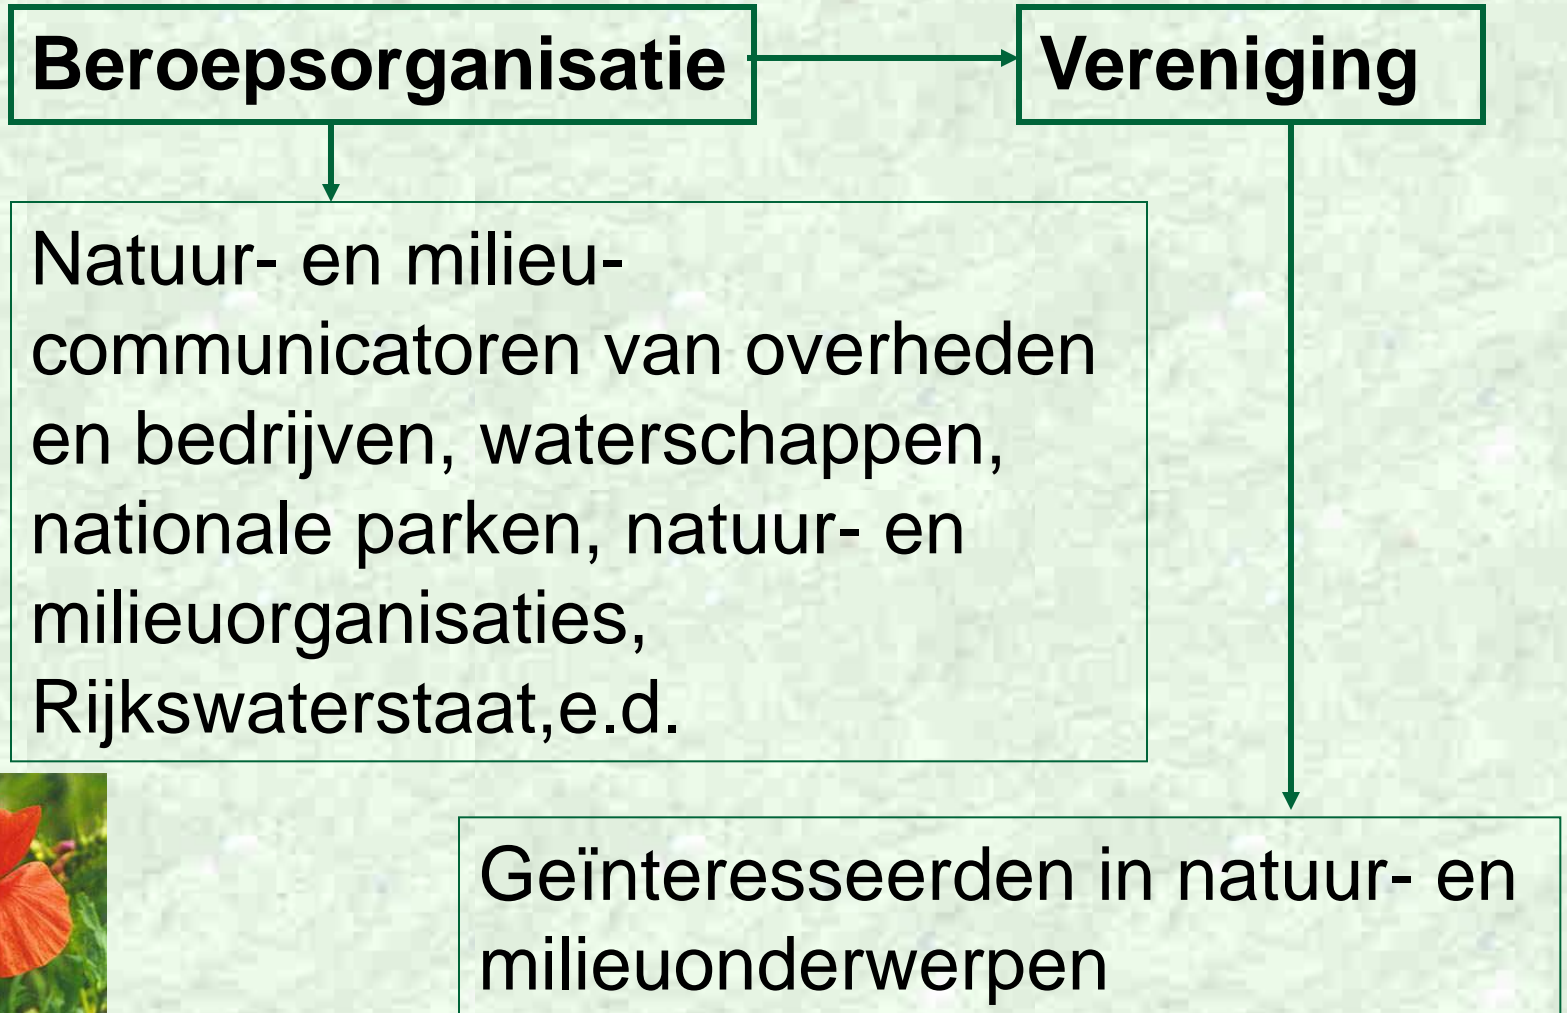 Beroepsorganisatie
Vereniging
Natuur- en milieu-
communicatoren van overheden
en bedrijven, waterschappen,
nationale parken, natuur- en
milieuorganisaties,
Rijkswaterstaat,e.d.
Geïnteresseerden in natuur- en
milieuonderwerpen